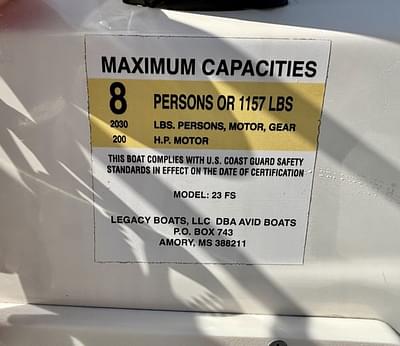 MAXIMUM CAPACITIES
8 PERSONS OR 1157 LBS
2030 LBS. PERSONS, MOTOR, GEAR
200 H.P. MOTOR
THIS BOAT COMPLIES WITH U.S. COAST GUARD SAFETY
STANDARDS IN EFFECT ON THE DATE OF CERTIFICATION
MODEL: 23 FS
LEGACY BOATS, LLC DBA AVID BOATS
P.O. BOX 743
AMORY, MS 388211